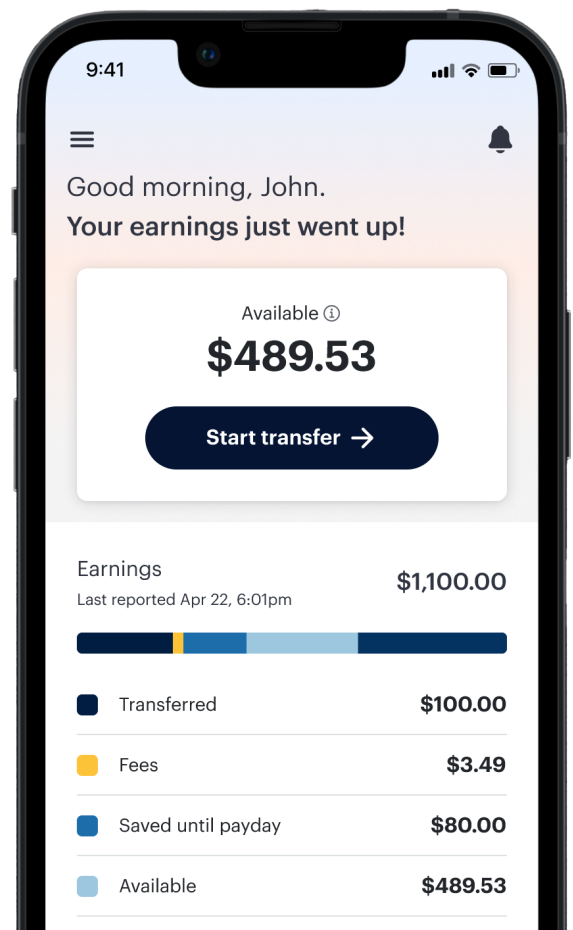 9:41
Good morning, John.
Your earnings just went up!
Available
$489.53
Start transfer →
Earnings
$1,100.00
Last reported Apr 22, 6:01pm
Transferred $100.00
Fees $3.49
Saved until payday $80.00
Available $489.53